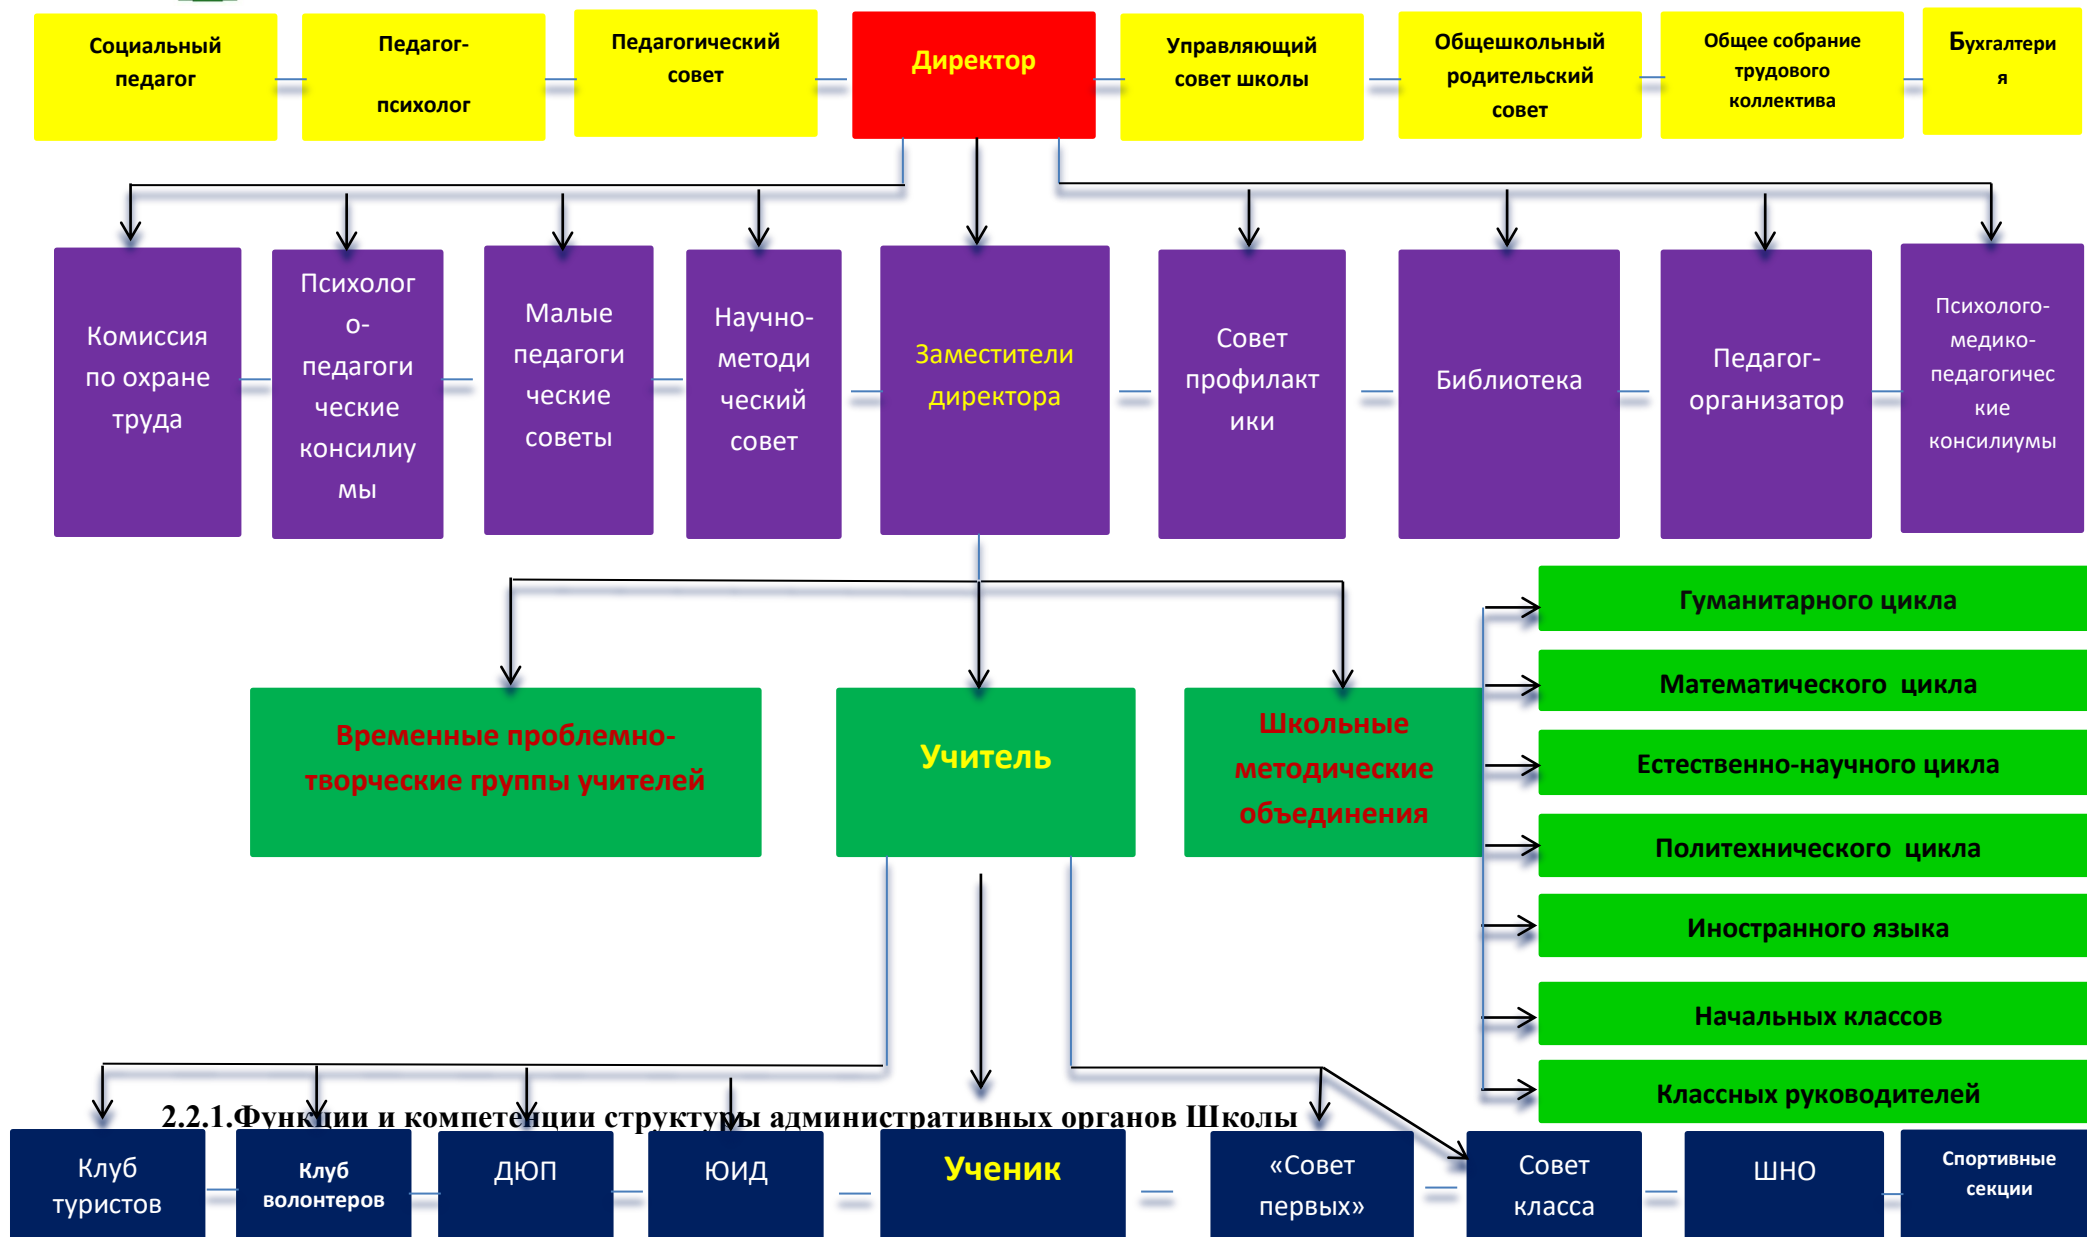 Социальный
педагог
Педагог-
психолог
Педагогический
совет
Директор
Управляющий
совет школы
Общешкольный
родительский
совет
Общее собрание
трудового
коллектива
Бухгалтери
я
Комиссия
по охране
труда
Психолог
о-
педагоги
ческие
консилиу
мы
Малые
педагоги
ческие
советы
Научно-
методи
ческий
совет
Заместители
директора
Совет
профилакт
ики
Библиотека
Педагог-
организатор
Психолого-
медико-
педагогичес
кие
консилиумы
Гуманитарного цикла
Математического  цикла
Естественно-научного цикла
Политехнического  цикла
Иностранного языка
Начальных классов
Классных руководителей
Временные проблемно-
творческие группы учителей
Учитель
Школьные
методические
объединения
2.2.1.Функции и компетенции структуры административных органов Школы
Клуб
туристов
Клуб
волонтеров
ДЮП
ЮИД
Ученик
«Совет
первых»
Совет
класса
ШНО
Спортивные
секции